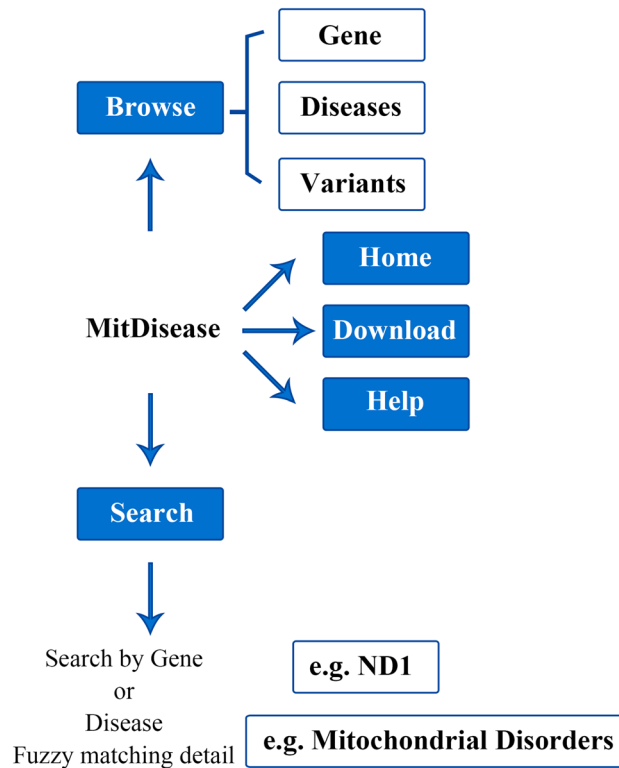 Gene
Browse
Diseases
Variants
Home
MitDisease
Download
Help
Search
Search by Gene
or
Disease
Fuzzy matching detail
e.g. ND1
e.g. Mitochondrial Disorders